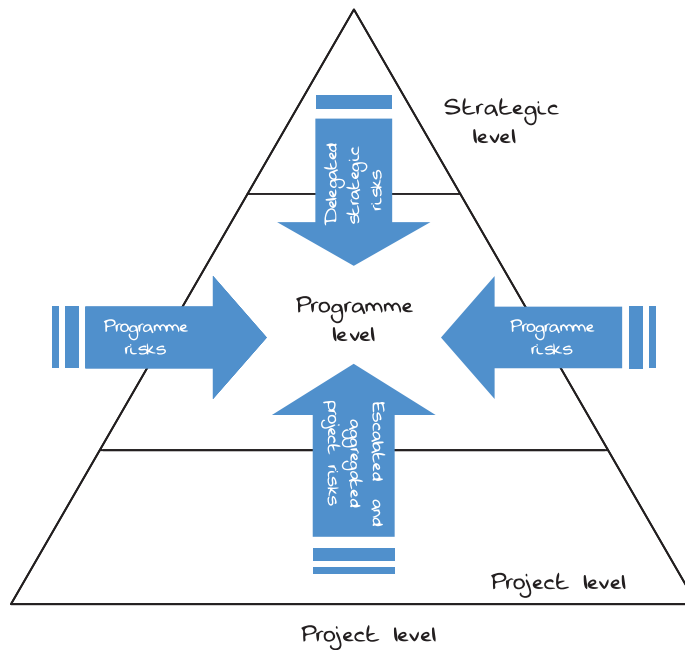 Strategic
level
Delegated
strategic
risks
Programme
level
Programme
risks
Programme
risks
Escalated and
aggregated
project risks
Project level
Project level